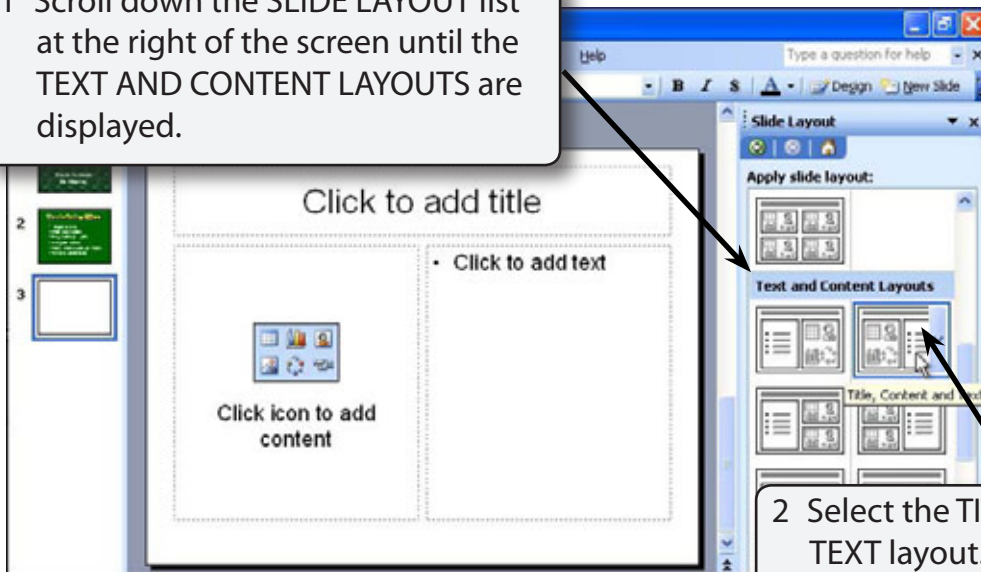 1 Scroll down the SLIDE LAYOUT list
at the right of the screen until the
TEXT AND CONTENT LAYOUTS are
displayed.
Help
Type a question for help
B I S A Design New Slide
Slide Layout
Apply slide layout:
Text and Content Layouts
Title, Content and
2
3
Click to add title
• Click to add text
Click icon to add
content
2 Select the
TEXT layout.